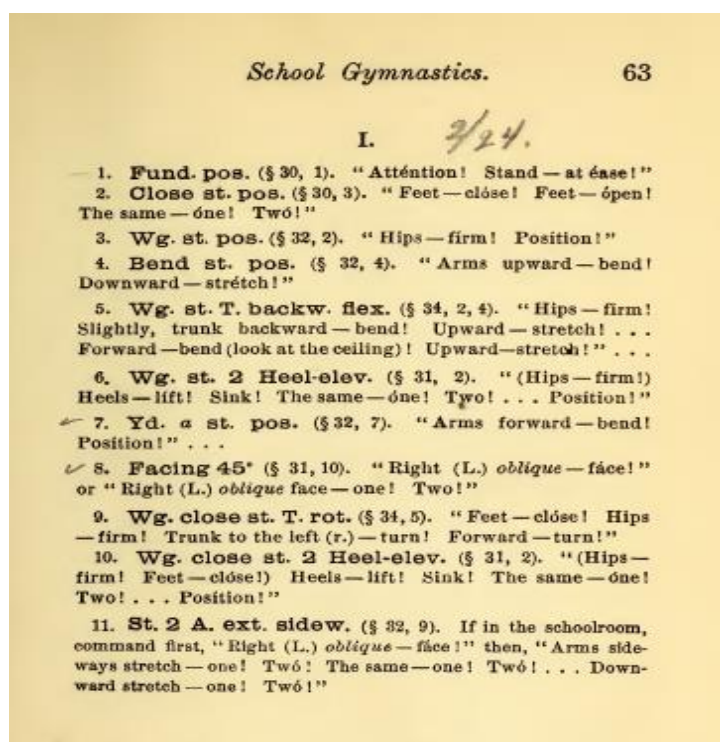 School Gymnastics. 63
I. 2/24.
1. Fund. pos. (§ 30, 1). “Atténtion! Stand — at éase!”
2. Close st. pos. (§ 30, 3). “Feet — clóse! Feet — ópen!
The same — óne! Twó!”
3. Wg. st. pos. (§ 32, 2). “Hips — fírm! Position!”
4. Bend st. pos. (§ 32, 4). “Arms upward — bend!
Downward — strétch!”
5. Wg. st. T. backw. flex. (§ 34, 2, 4). “Hips — firm!
Slightly, trunk backward — bend! Upward — stretch! . . .
Forward — bend (look at the ceiling)! Upward — stretch!” . . .
6. Wg. st. 2 Heel-elev. (§ 31, 2). “(Hips — firm!)
Heels — líft! Sink! The same — óne! Two! . . . Position!”
7. Yd. a st. pos. (§ 32, 7). “Arms forward — bend!
Position!” . . .
8. Facing 45° (§ 31, 10). “Right (L.) oblique — fáce!”
or “Right (L.) oblique face — one! Two!”
9. Wg. close st. T. rot. (§ 34, 5). “Feet — clóse! Hips
— firm! Trunk to the left (r.) — turn! Forward — turn!”
10. Wg. close st. 2 Heel-elev. (§ 31, 2). “(Hips —
firm! Feet — clóse!) Heels — lift! Sink! The same — óne!
Two! . . . Position!”
11. St. 2 A. ext. sidew. (§ 32, 9). If in the schoolroom,
command first, “Right (L.) oblique — fáce!” then, “Arms side-
ways stretch — one! Twó! The same — one! Twó! . . . Down-
ward stretch — one! Twó!”